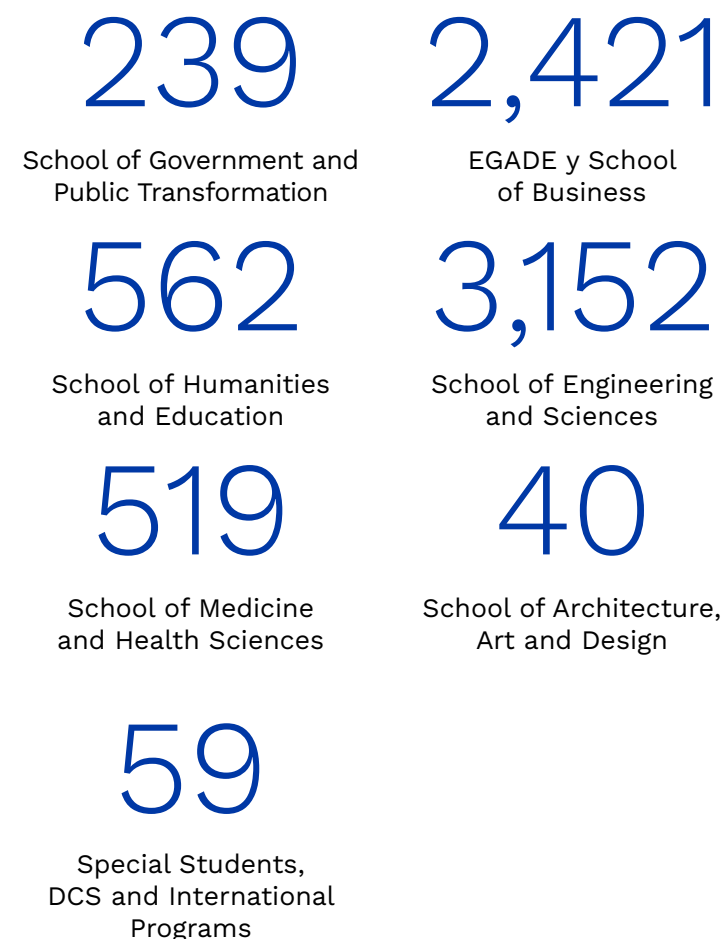 239
School of Government and
Public Transformation
2,421
EGADE y School
of Business
562
School of Humanities
and Education
3,152
School of Engineering
and Sciences
519
School of Medicine
and Health Sciences
40
School of Architecture,
Art and Design
59
Special Students,
DCS and International
Programs